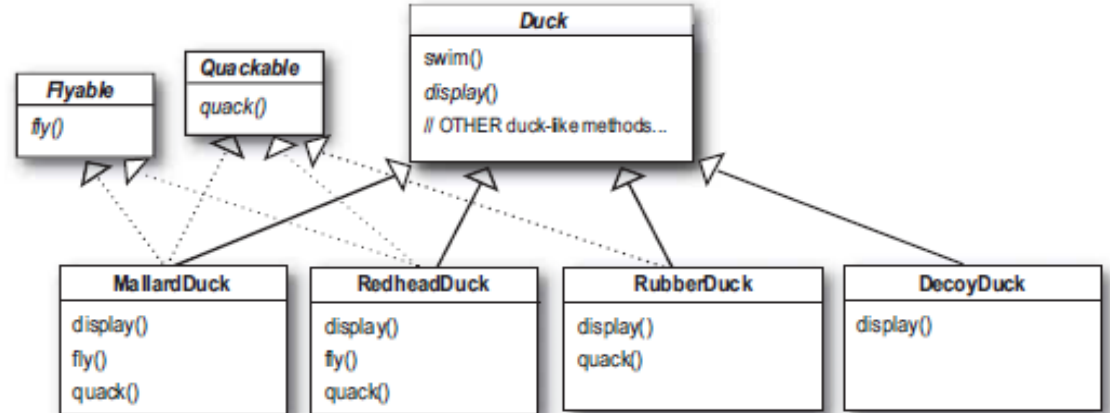 Duck
swim()
display()
// OTHER duck-like methods...
Quackable
quack()
Flyable
fly()
MallardDuck
display()
fly()
quack()
RedheadDuck
display()
fly()
quack()
RubberDuck
display()
quack()
DecoyDuck
display()